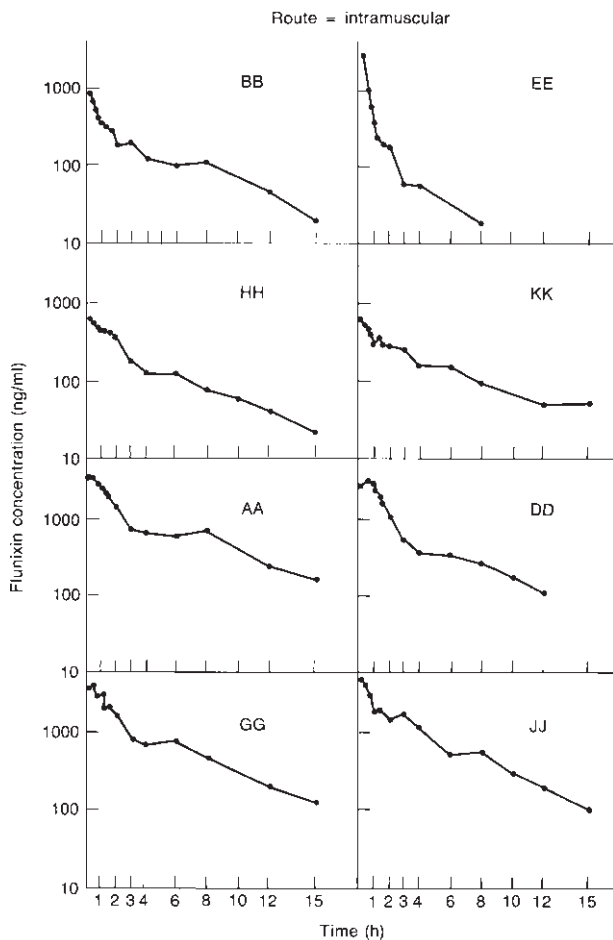 Route = intramuscular
BB
EE
1000
100
10
HH
KK
1000
100
10
AA
DD
1000
100
10
GG
JJ
1000
100
10
1 2 3 4 6 8 10 12 15
1 2 3 4 6 8 10 12 15
Time (h)
Flunixin concentration (ng/ml)